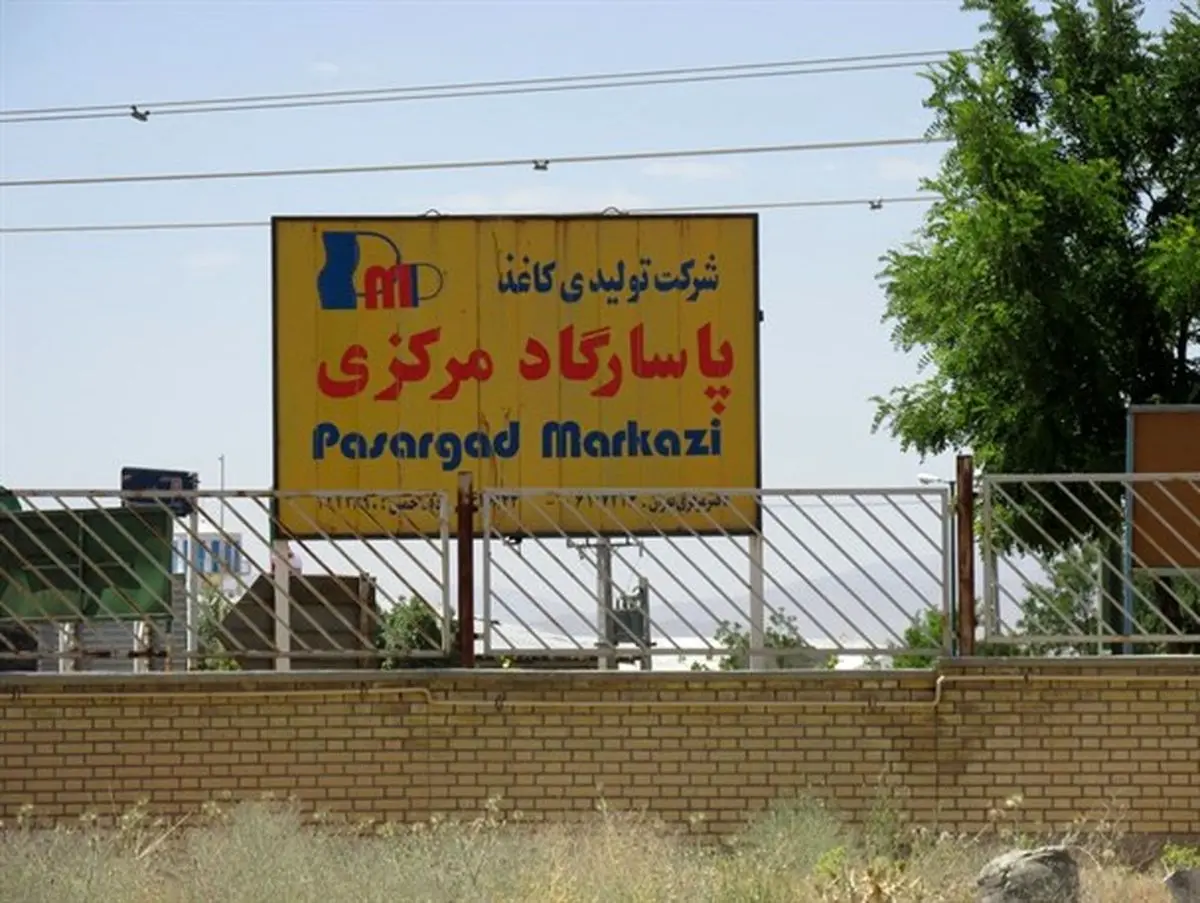 شرکت تولیدی کاغذ
پاسارگاد مرکزی
Pasargad Markazi